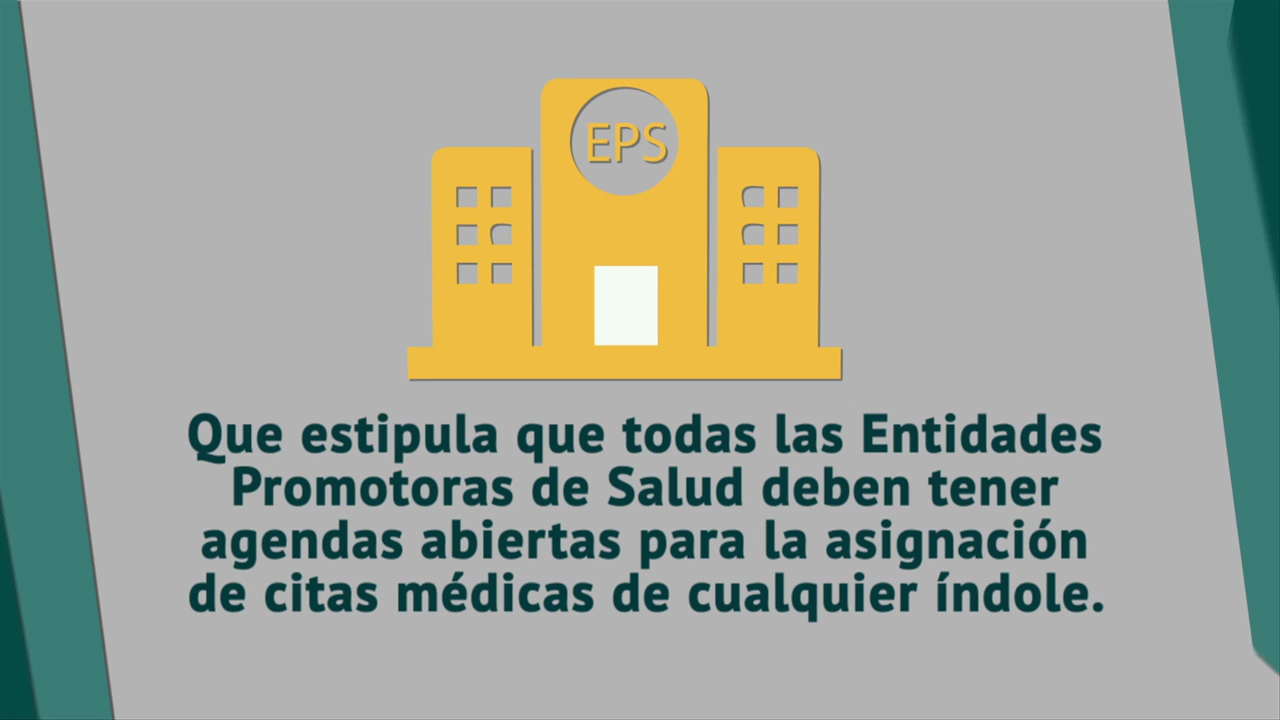 EPS
Que estipula que todas las Entidades
Promotoras de Salud deben tener
agendas abiertas para la asignación
de citas médicas de cualquier índole.